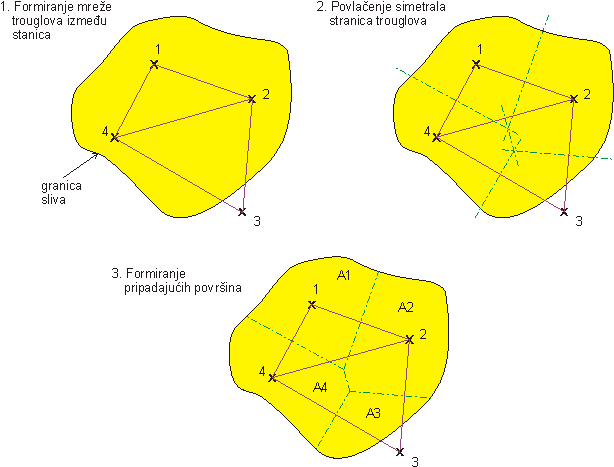 1. Formiranje mreže
trouglova između
stanica
1
2
4
3
granica
sliva
2. Povlačenje simetrala
stranica trouglova
1
2
4
3
3. Formiranje
pripadajućih površina
A1
1
A2
2
4
A4
A3
3